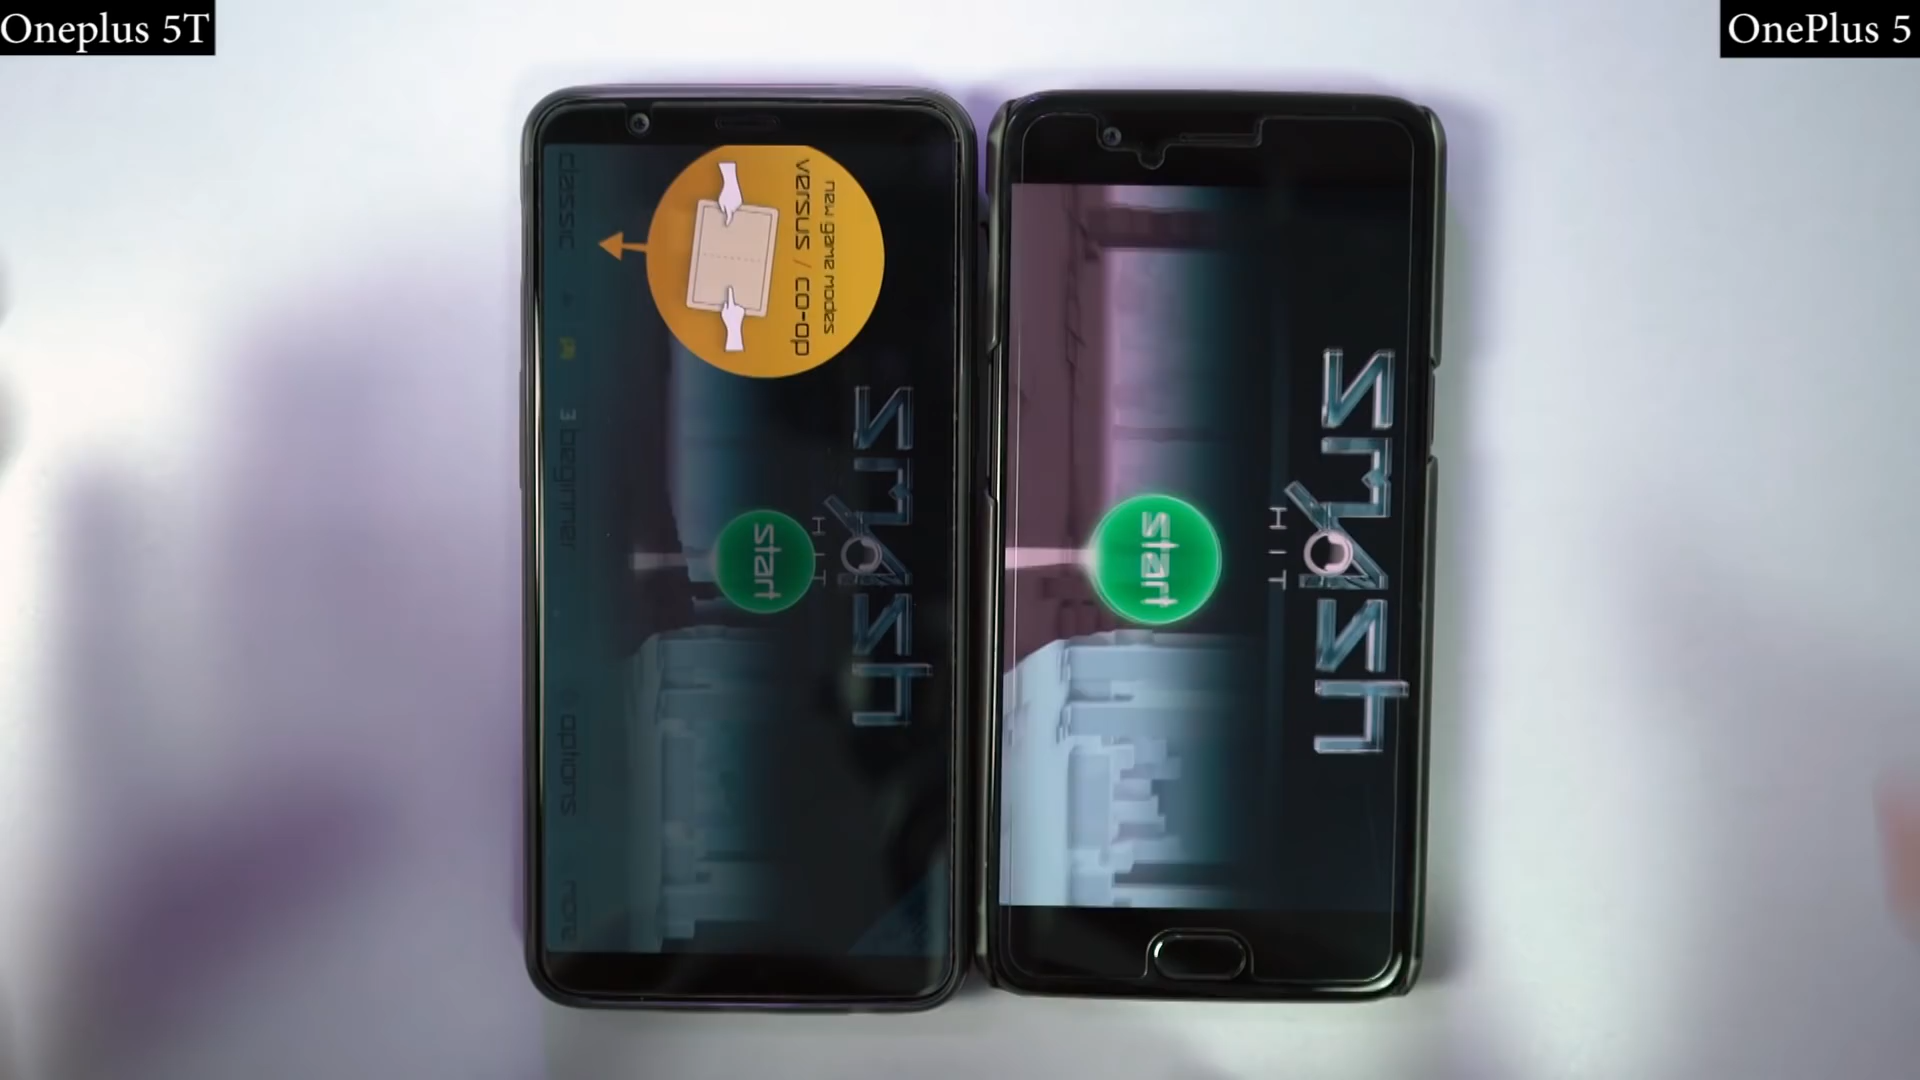 Oneplus 5T
OnePlus 5
new game modes
versus / co-op
classic
3 beginner
options
more
start
smash
HIT
start
smash
HIT